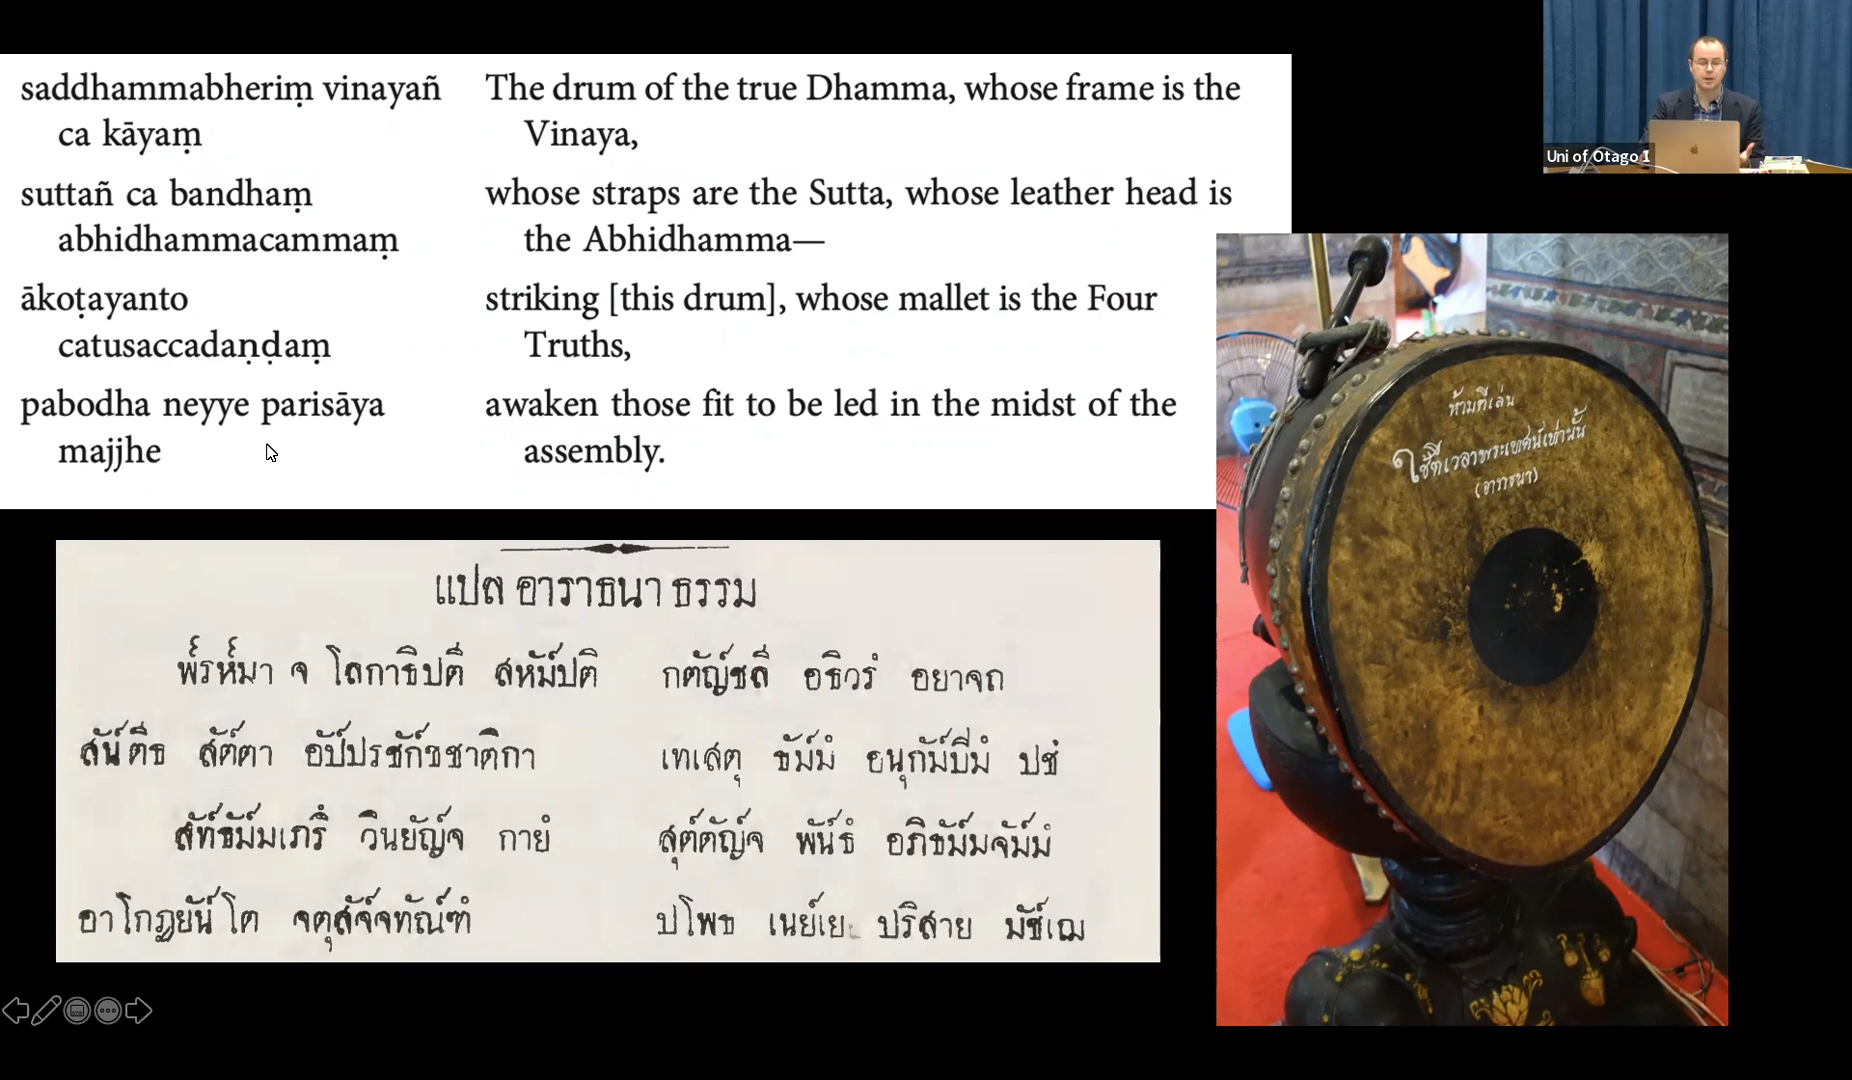 saddhammabheriṃ vinayañ
ca kāyaṃ
suttañ ca bandhaṃ
abhidhammacammaṃ
ākoṭayanto
catusaccadaṇḍaṃ
pabodha neyye parisāya
majjhe
The drum of the true Dhamma, whose frame is the
Vinaya,
whose straps are the Sutta, whose leather head is
the Abhidhamma—
striking [this drum], whose mallet is the Four
Truths,
awaken those fit to be led in the midst of the
assembly.
Uni of Otago 1
แปล อาราธนา ธรรม
พ๎ร๎ห๎มา จ โลกาธิปตี สหัม๎ปติ กตัญ๎ชลี อธิวรํ อยาจถ
สัน๎ตีธ สัต๎ตา อัป๎ปรชัก๎ขชาติกา เทเสตุ ธัม๎มํ อนุกัม๎ปิมํ ปชํ
สัท๎ธัม๎มเภรึ วินยัญ๎จ กายํ สุต๎ตัญ๎จ พัน๎ธํ อภิธัม๎มจัม๎มํ
อาโกฏยัน๎โต จตุสัจ๎จทัณ๎ฑํ ปโพธ เนย๎เย ปริสาย มัช๎เฌ
ห้ามตีเล่น
ใช้ตีเวลาพระเทศน์เท่านั้น
(อาราธนา)